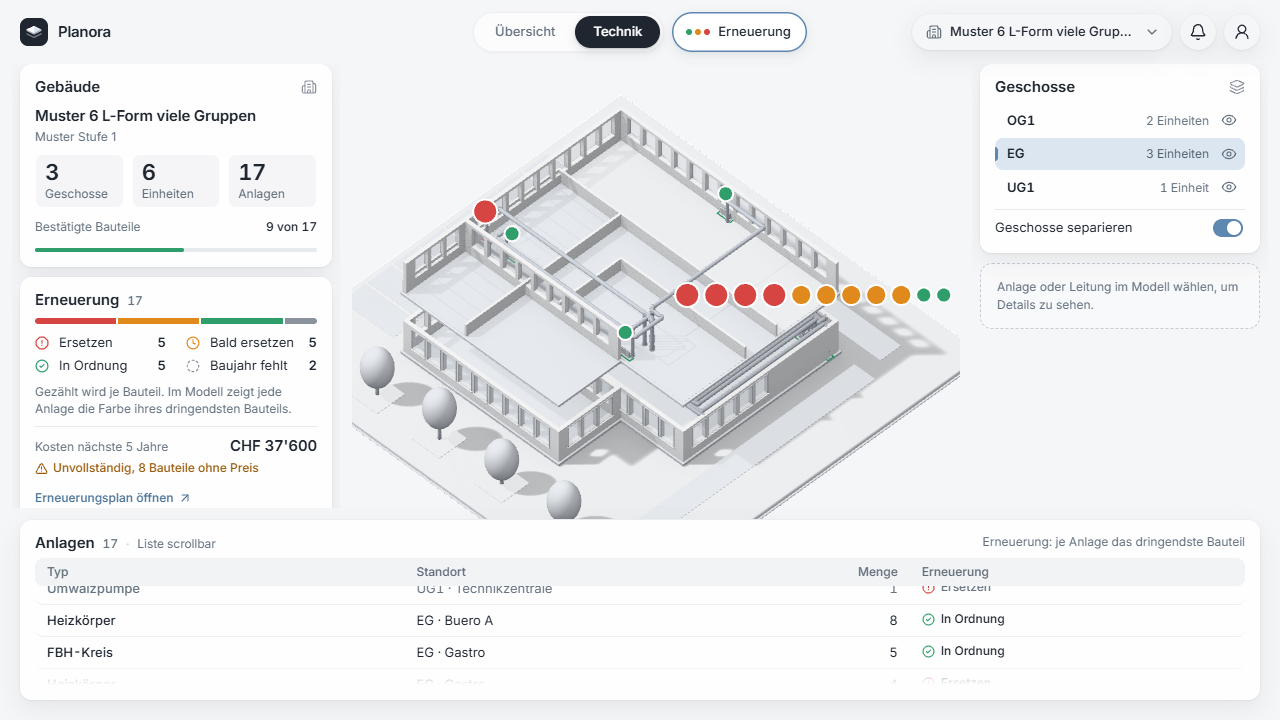 Planora
Übersicht
Technik
Erneuerung
Muster 6 L-Form viele Grup...
Gebäude
Muster 6 L-Form viele Gruppen
Muster Stufe 1
3 6 17
Geschosse Einheiten Anlagen
Bestätigte Bauteile 9 von 17
Erneuerung 17
Ersetzen 5 Bald ersetzen 5
In Ordnung 5 Baujahr fehlt 2
Gezählt wird je Bauteil. Im Modell zeigt jede
Anlage die Farbe ihres dringendsten Bauteils.
Kosten nächste 5 Jahre CHF 37'600
Unvollständig, 8 Bauteile ohne Preis
Erneuerungsplan öffnen
Geschosse
OG1 2 Einheiten
EG 3 Einheiten
UG1 1 Einheit
Geschosse separieren
Anlage oder Leitung im Modell wählen, um
Details zu sehen.
Anlagen 17 · Liste scrollbar
Erneuerung: je Anlage das dringendste Bauteil
Typ Standort Menge Erneuerung
Umwälzpumpe UG1 · Technikzentrale 1 Ersetzen
Heizkörper EG · Buero A 8 In Ordnung
FBH-Kreis EG · Gastro 5 In Ordnung
Heizkörper EG · Gastro 4 Ersetzen